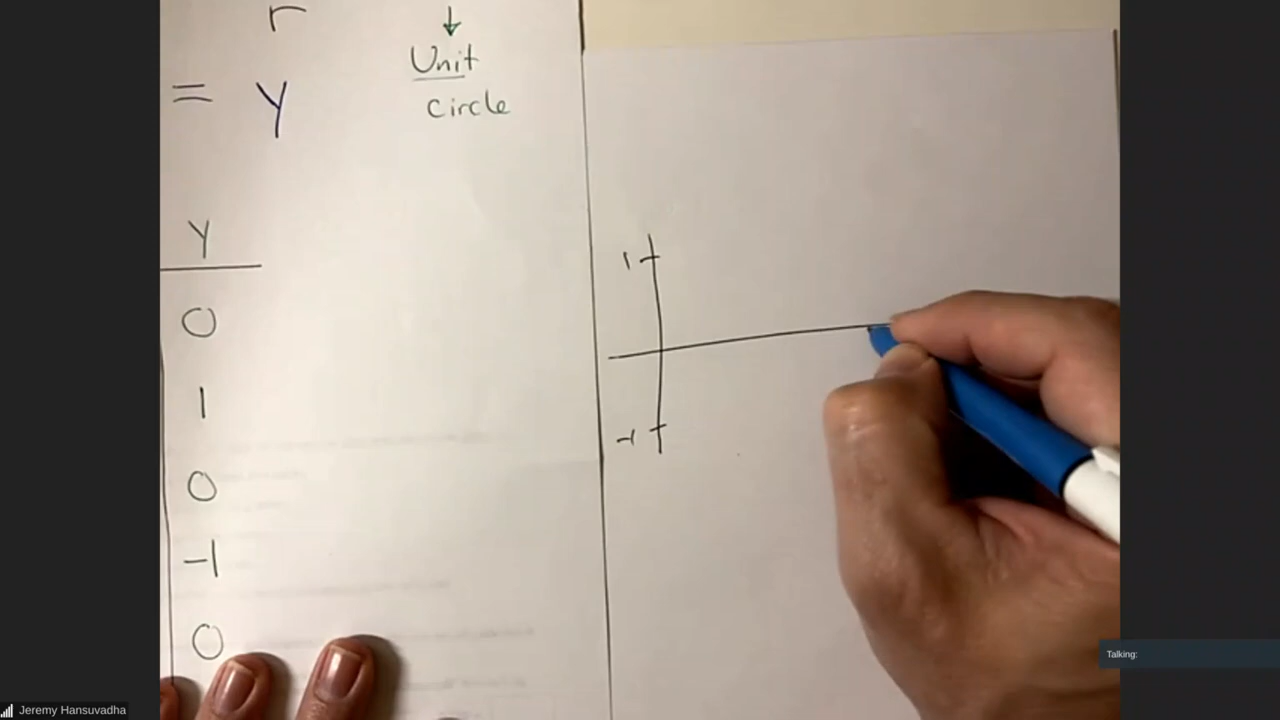 r
↓
Unit
= y
circle
y
0
1
0
-1
0
1
-1
Talking:
Jeremy Hansuvadha